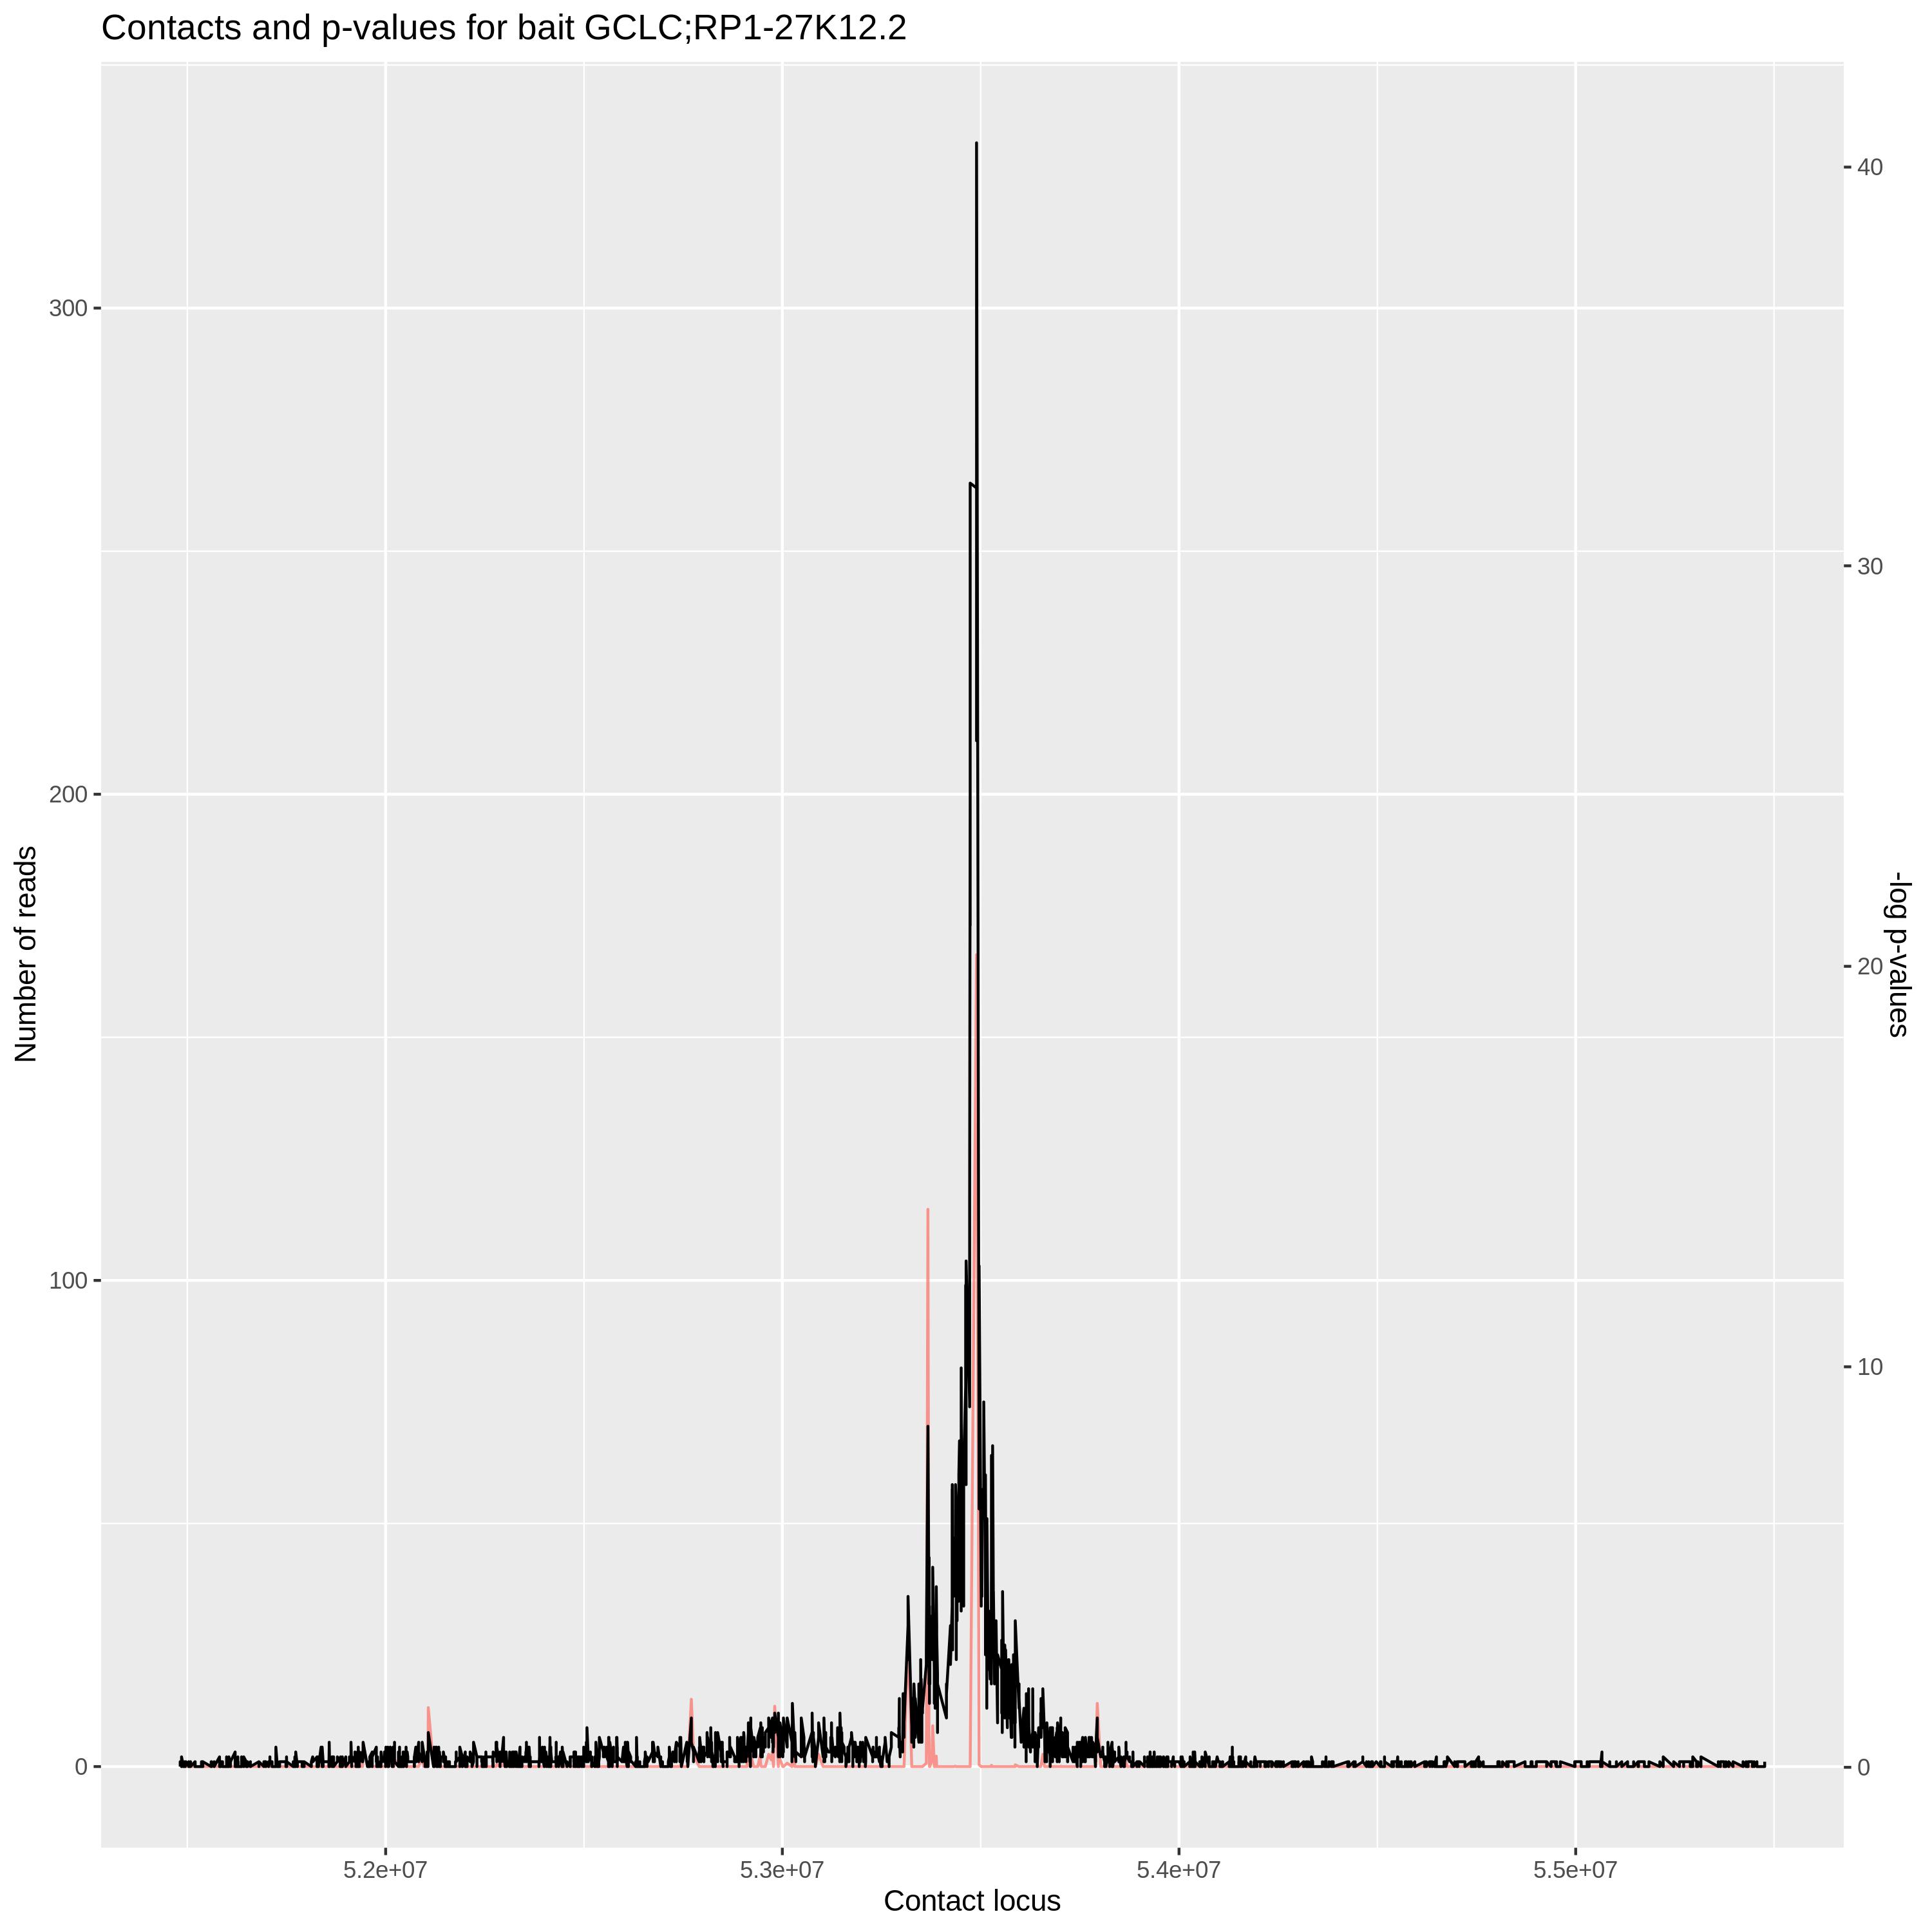 Contacts and p-values for bait GCLC;RP1-27K12.2
Number of reads
300
200
100
0
40
30
20
10
0
-log p-values
5.2e+07
5.3e+07
5.4e+07
5.5e+07
Contact locus